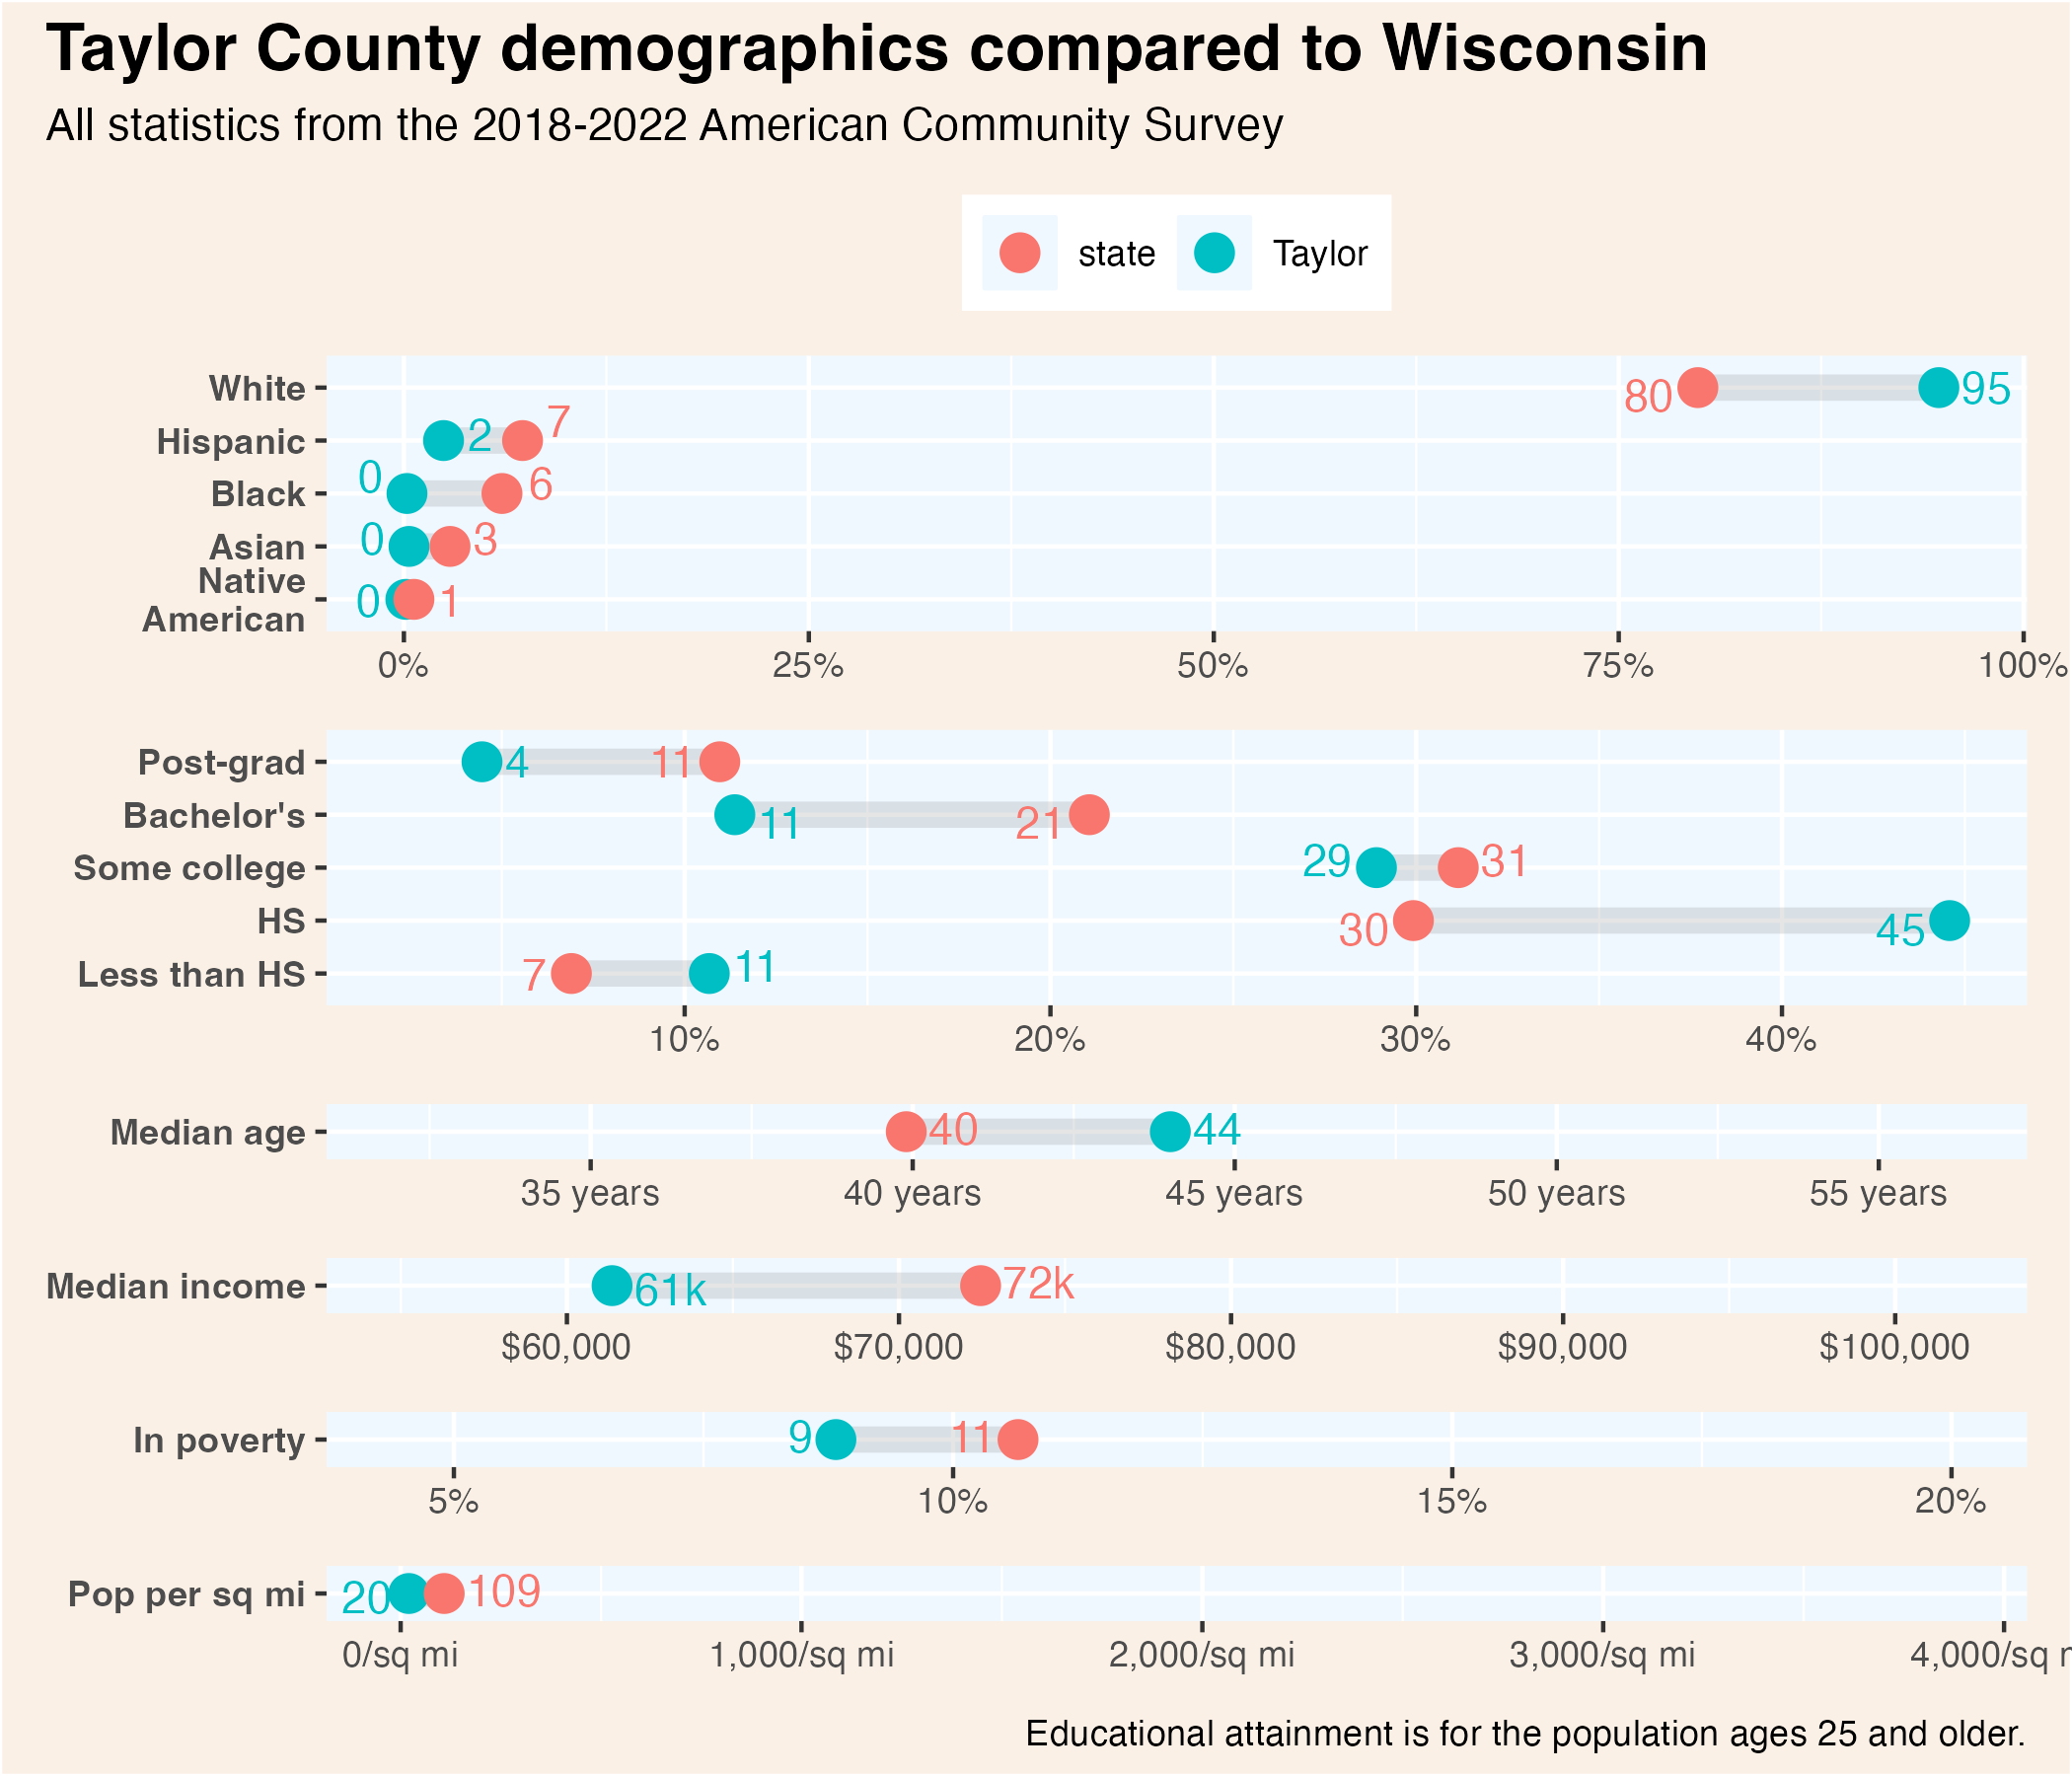 Taylor County demographics compared to Wisconsin
All statistics from the 2018-2022 American Community Survey
state Taylor
White 80 95
Hispanic 2 7
Black 0 6
Asian 0 3
Native
American 0 1
0% 25% 50% 75% 100%
Post-grad 4 11
Bachelor's 11 21
Some college 29 31
HS 30 45
Less than HS 7 11
10% 20% 30% 40%
Median age 40 44
35 years 40 years 45 years 50 years 55 years
Median income 61k 72k
$60,000 $70,000 $80,000 $90,000 $100,000
In poverty 9 11
5% 10% 15% 20%
Pop per sq mi 20 109
0/sq mi 1,000/sq mi 2,000/sq mi 3,000/sq mi 4,000/sq m
Educational attainment is for the population ages 25 and older.